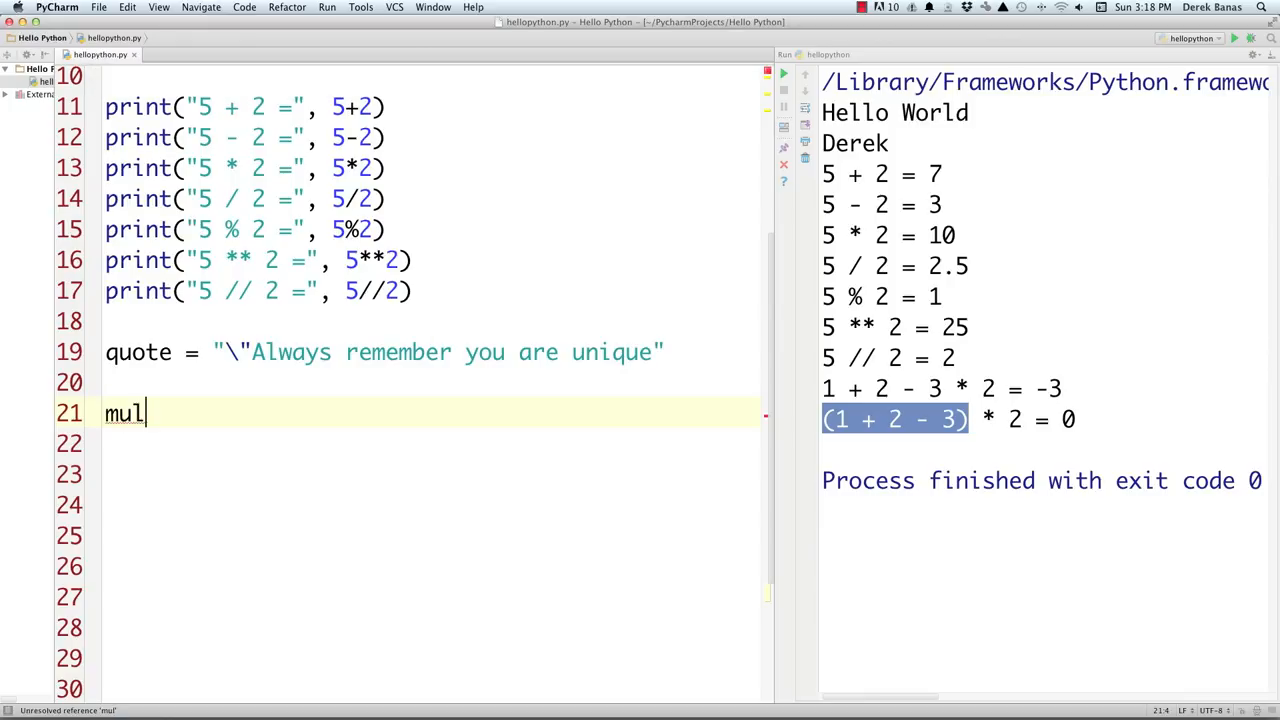 PyCharm File Edit View Navigate Code Refactor Run Tools VCS Window Help
10 Sun 3:18 PM Derek Banas
hellopython.py - Hello Python - [~/PycharmProjects/Hello Python]
Hello Python hellopython.py
hellopython
hellopython.py
Run hellopython
Hello P
hell
Externa
10
11 print("5 + 2 =", 5+2)
12 print("5 - 2 =", 5-2)
13 print("5 * 2 =", 5*2)
14 print("5 / 2 =", 5/2)
15 print("5 % 2 =", 5%2)
16 print("5 ** 2 =", 5**2)
17 print("5 // 2 =", 5//2)
18
19 quote = "\"Always remember you are unique"
20
21 mul
22
23
24
25
26
27
28
29
30
/Library/Frameworks/Python.framewo
Hello World
Derek
5 + 2 = 7
5 - 2 = 3
5 * 2 = 10
5 / 2 = 2.5
5 % 2 = 1
5 ** 2 = 25
5 // 2 = 2
1 + 2 - 3 * 2 = -3
(1 + 2 - 3) * 2 = 0
Process finished with exit code 0
Unresolved reference 'mul'
21:4 LF UTF-8